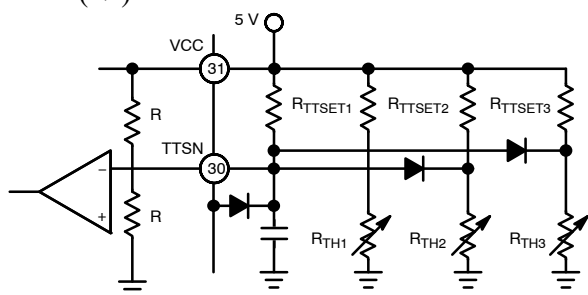 5 V
VCC
31
R
RTTSET1
RTTSET2
RTTSET3
TTSN
30
−
+
R
RTH1
RTH2
RTH3